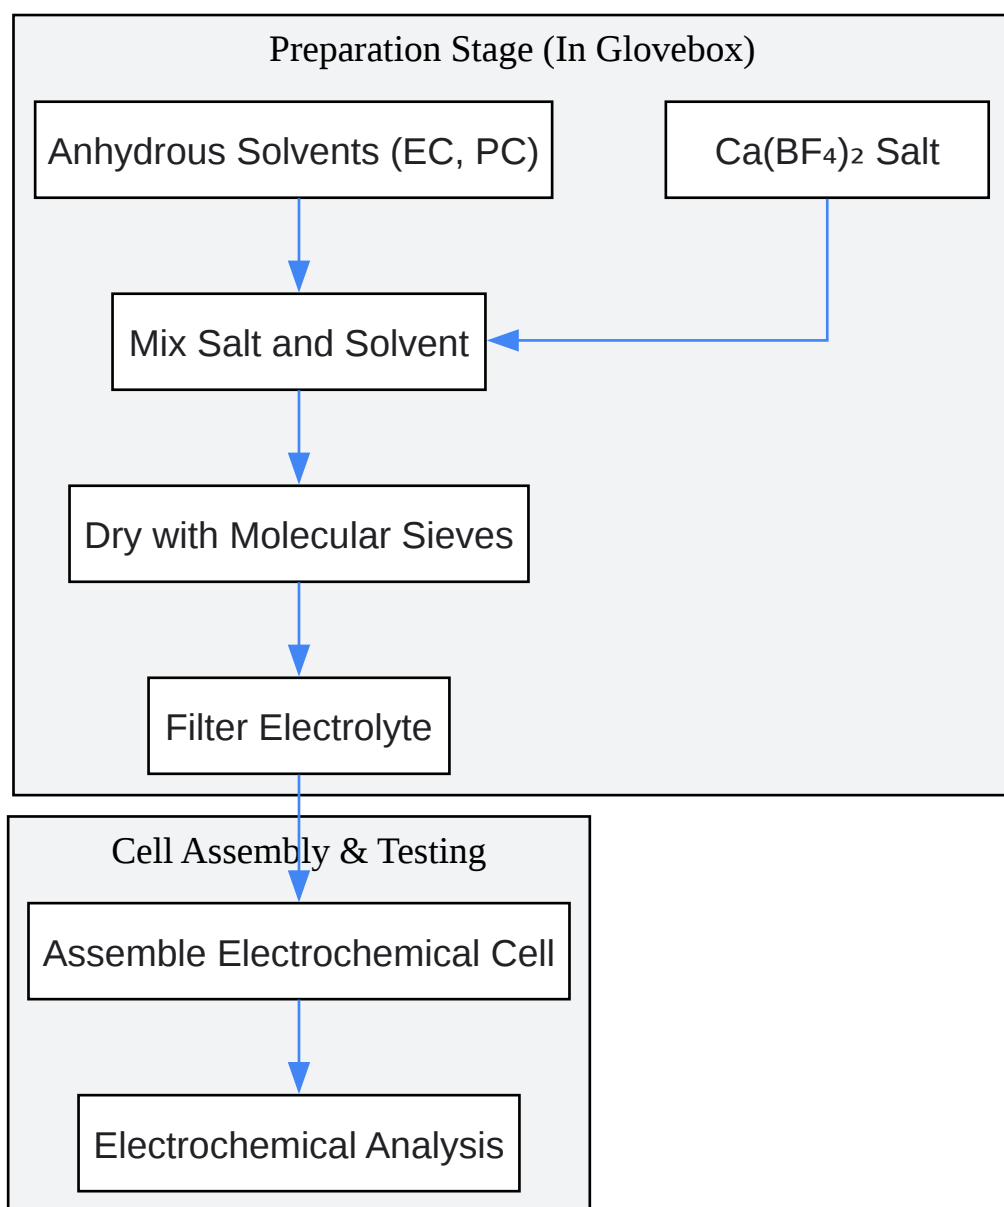 Preparation Stage (In Glovebox)
Anhydrous Solvents (EC, PC)
Ca(BF₄)₂ Salt
Mix Salt and Solvent
Dry with Molecular Sieves
Filter Electrolyte
Cell Assembly & Testing
Assemble Electrochemical Cell
Electrochemical Analysis